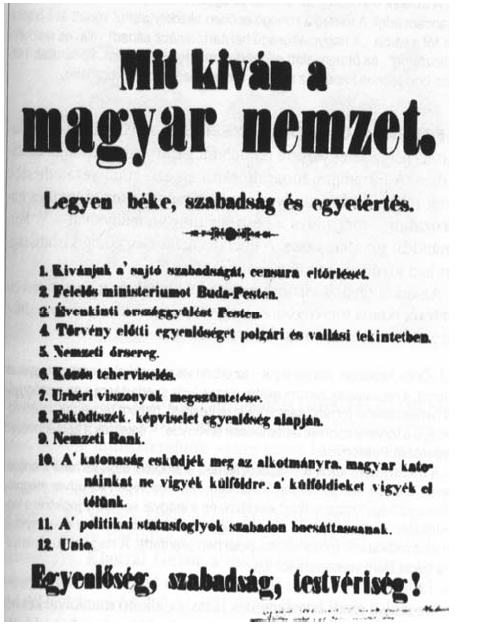 Mit kiván a
magyar nemzet.
Legyen béke, szabadság és egyetértés.
1. Kivánjuk a' sajtó szabadságát, censura eltörlését.
2. Felelős ministeriumot Buda-Pesten.
3. Évenkinti országgyülést Pesten.
4. Törvény előtti egyenlőséget polgári és vallási tekintetben.
5. Nemzeti őrsereg.
6. Közös teherviselés.
7. Urbéri viszonyok megszüntetése.
8. Esküdtszék, képviselet egyenlőség alapján.
9. Nemzeti Bank.
10. A' katonaság esküdjék meg az alkotmányra, magyar kato-
náinkat ne vigyék külföldre, a' külföldieket vigyék el
tőlünk.
11. A' politikai statusfoglyok szabadon bocsáttassanak.
12. Unio.
Egyenlőség, szabadság, testvériség!